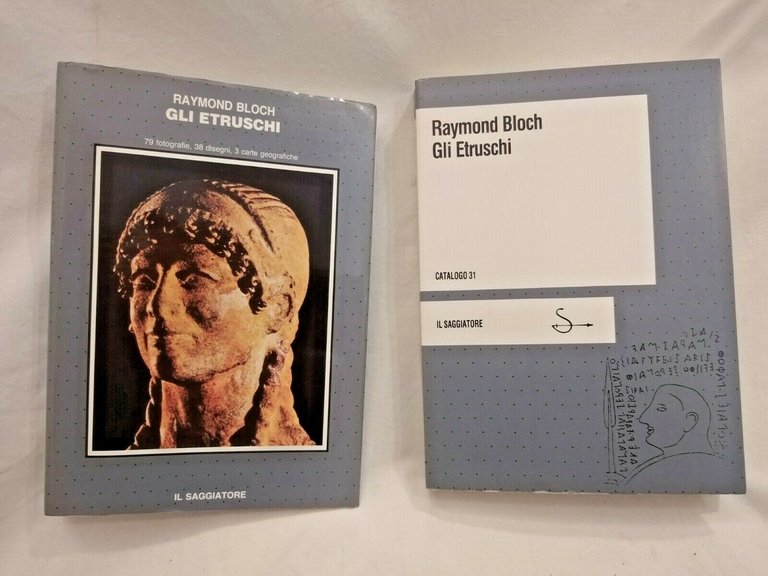 RAYMOND BLOCH
GLI ETRUSCHI
79 fotografie, 38 disegni, 3 carte geografiche
IL SAGGIATORE
Raymond Bloch
Gli Etruschi
CATALOGO 31
IL SAGGIATORE